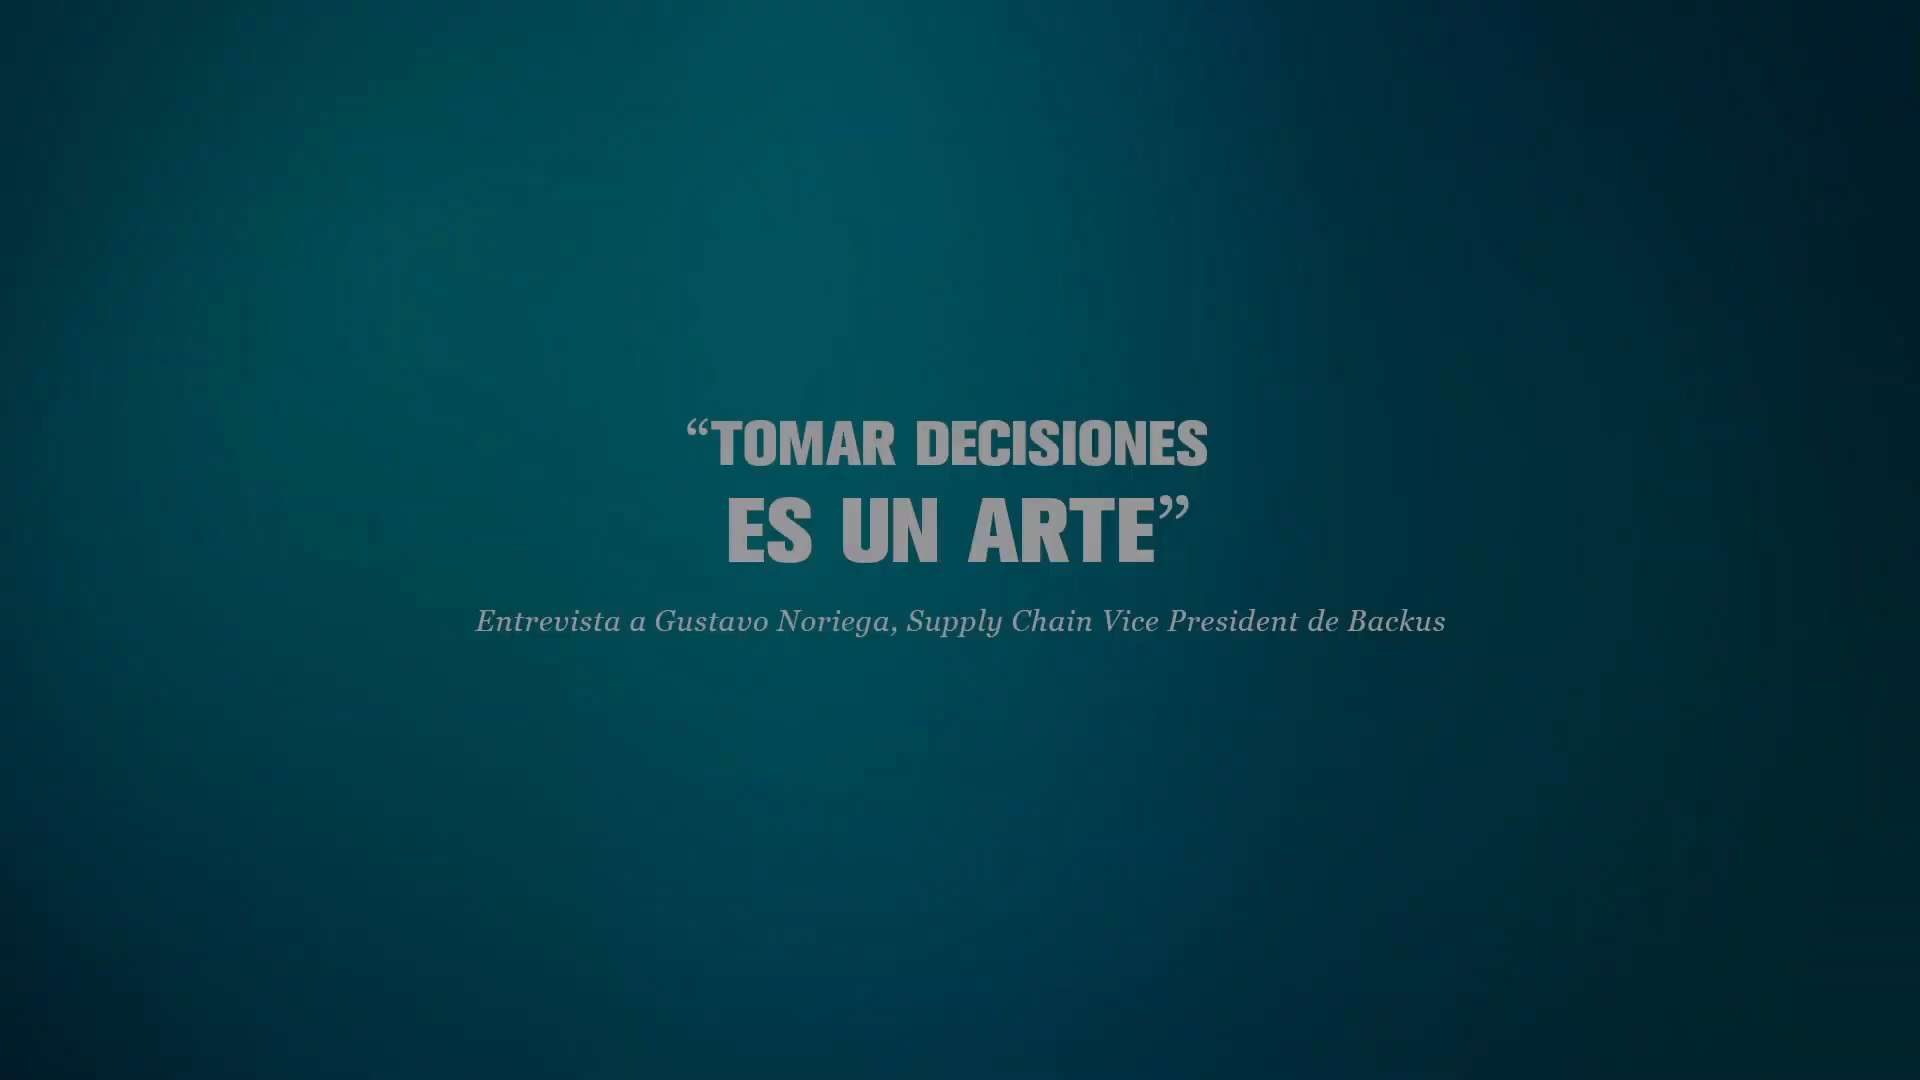 “TOMAR DECISIONES
ES UN ARTE”
Entrevista a Gustavo Noriega, Supply Chain Vice President de Backus